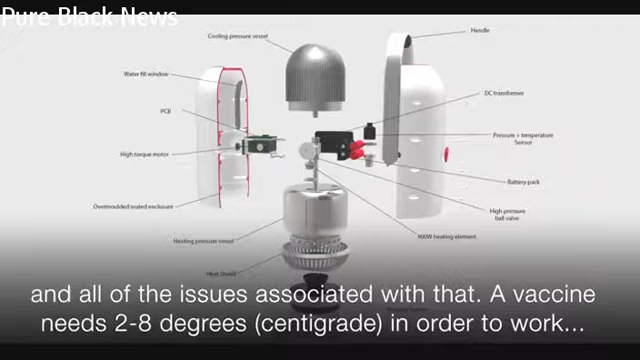 Pure Black News
Cooling pressure vessel
Handle
Water fill window
DC transformer
PCB
Pressure + temperature
Sensor
High torque motor
Battery pack
Overmoulded sealed enclosure
High pressure
ball valve
900W heating element
Heating pressure vessel
Heat Shield
and all of the issues associated with that. A vaccine
needs 2-8 degrees (centigrade) in order to work...